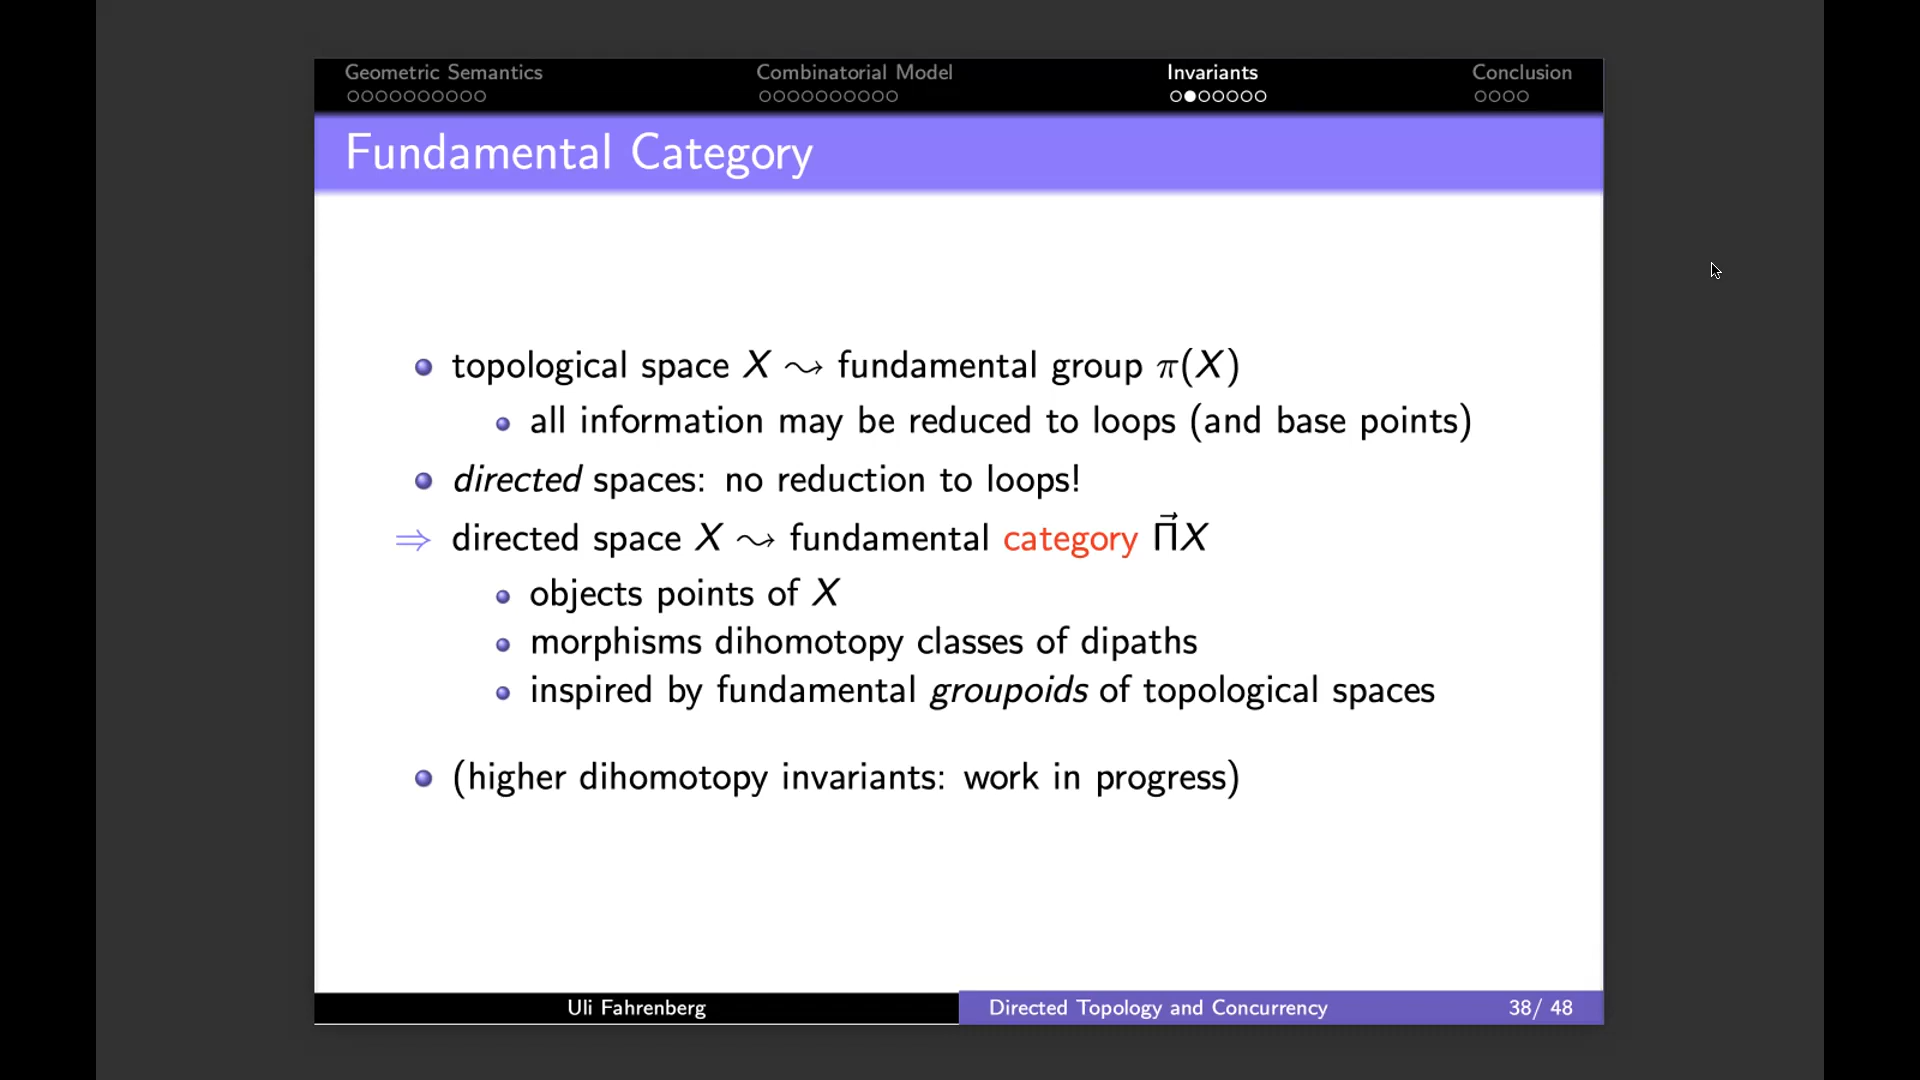 Geometric Semantics Combinatorial Model Invariants Conclusion
Fundamental Category
topological space X ⤳ fundamental group π(X)
all information may be reduced to loops (and base points)
directed spaces: no reduction to loops!
⇒ directed space X ⤳ fundamental category Π⃗X
objects points of X
morphisms dihomotopy classes of dipaths
inspired by fundamental groupoids of topological spaces
(higher dihomotopy invariants: work in progress)
Uli Fahrenberg Directed Topology and Concurrency 38/ 48